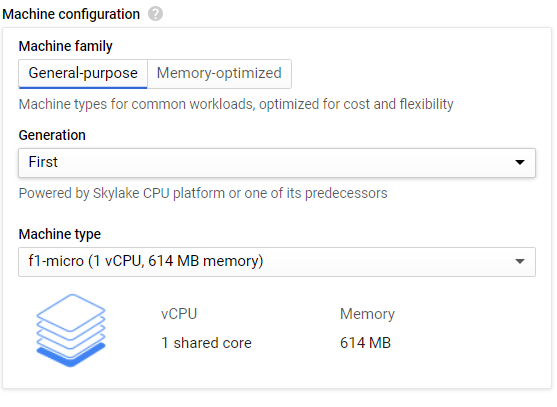 Machine configuration ?
Machine family
General-purpose Memory-optimized
Machine types for common workloads, optimized for cost and flexibility
Generation
First
Powered by Skylake CPU platform or one of its predecessors
Machine type
f1-micro (1 vCPU, 614 MB memory)
vCPU Memory
1 shared core 614 MB